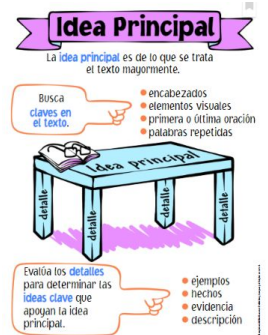 Idea Principal
La idea principal es de lo que se trata
el texto mayormente.
Busca
claves en
el texto.
• encabezados
• elementos visuales
• primera o última oración
• palabras repetidas
Idea principal
detalle
detalle
detalle
detalle
Evalúa los detalles
para determinar las
ideas clave que
apoyan la idea
principal.
• ejemplos
• hechos
• evidencia
• descripción